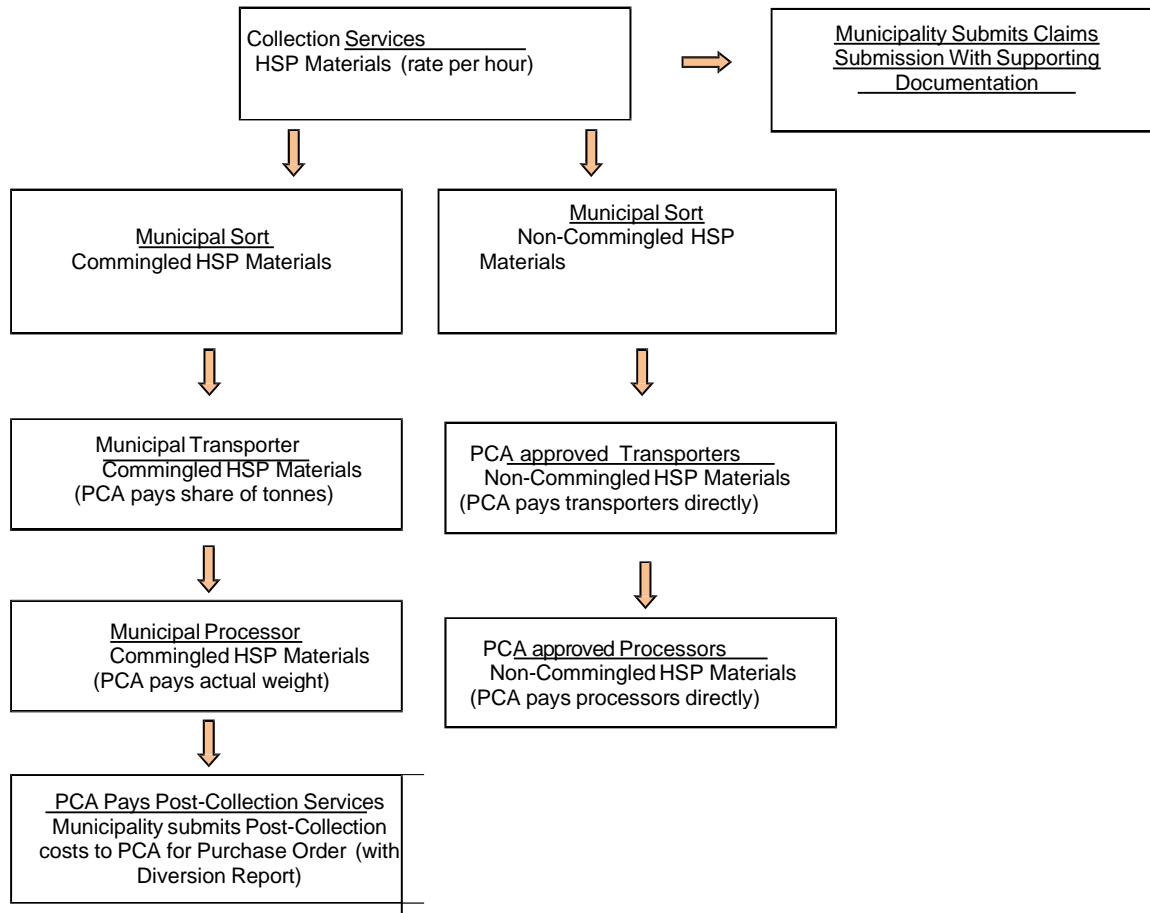 Collection Services
HSP Materials (rate per hour)
Municipality Submits Claims
Submission With Supporting
Documentation
Municipal Sort
Commingled HSP Materials
Municipal Sort
Non-Commingled HSP
Materials
Municipal Transporter
Commingled HSP Materials
(PCA pays share of tonnes)
PCA approved Transporters
Non-Commingled HSP Materials
(PCA pays transporters directly)
Municipal Processor
Commingled HSP Materials
(PCA pays actual weight)
PCA approved Processors
Non-Commingled HSP Materials
(PCA pays processors directly)
PCA Pays Post-Collection Services
Municipality submits Post-Collection
costs to PCA for Purchase Order (with
Diversion Report)